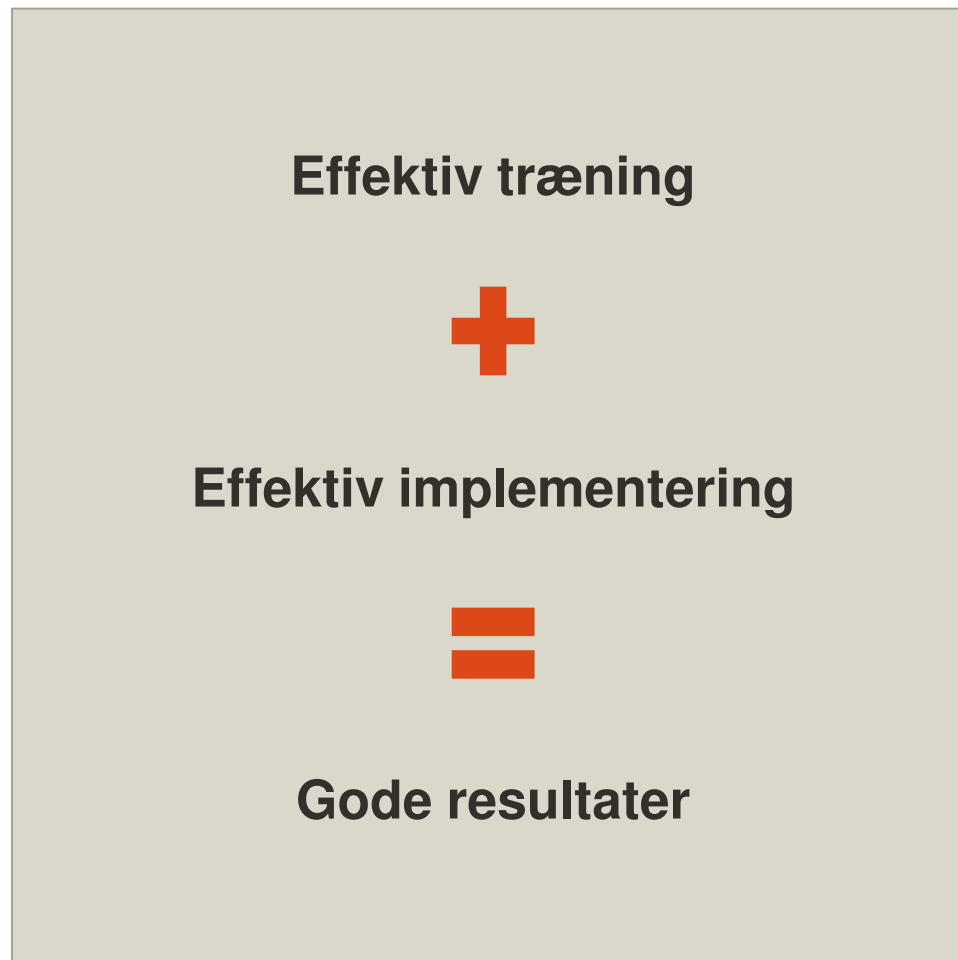 Effektiv træning
+
Effektiv implementering
=
Gode resultater